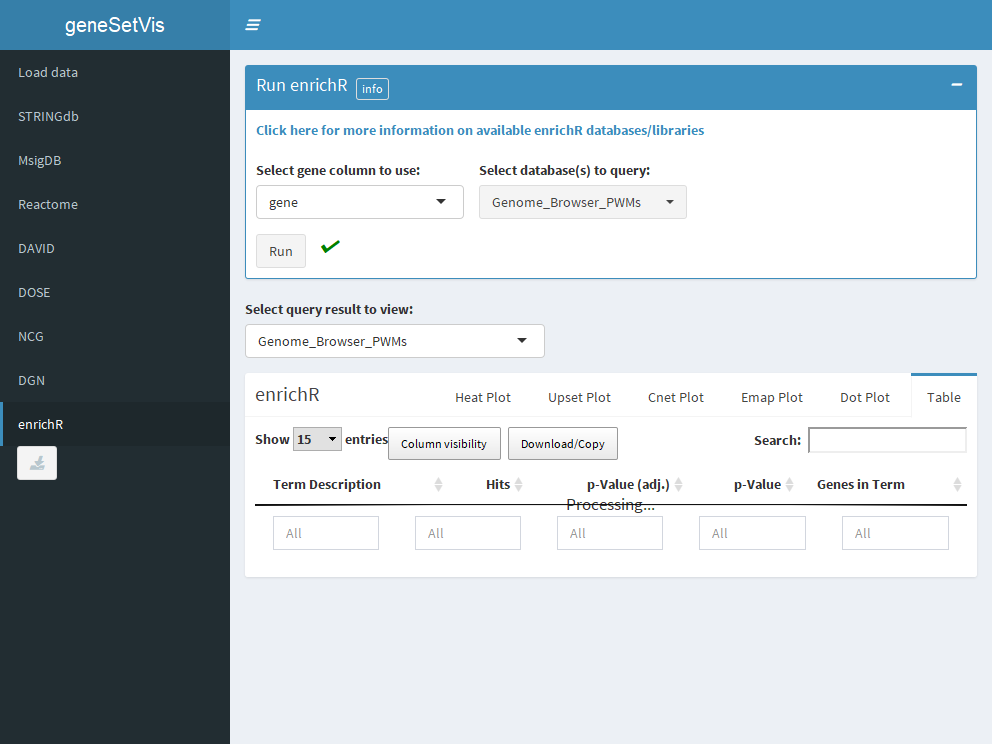 geneSetVis
Load data
STRINGdb
MsigDB
Reactome
DAVID
DOSE
NCG
DGN
enrichR
Run enrichR info
Click here for more information on available enrichR databases/libraries
Select gene column to use: Select database(s) to query:
gene Genome_Browser_PWMs
Run
Select query result to view:
Genome_Browser_PWMs
enrichR Heat Plot Upset Plot Cnet Plot Emap Plot Dot Plot Table
Show 15 entries Column visibility Download/Copy Search:
Term Description Hits p-Value (adj.) p-Value Genes in Term
Processing...
All All All All All